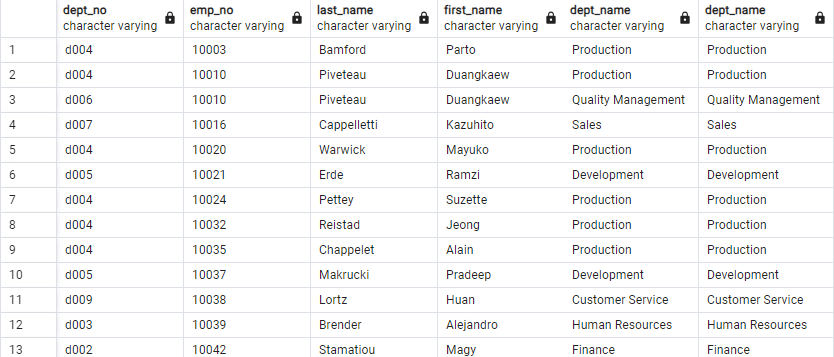 dept_no emp_no last_name first_name dept_name dept_name
character varying character varying character varying character varying character varying character varying
1 d004 10003 Bamford Parto Production Production
2 d004 10010 Piveteau Duangkaew Production Production
3 d006 10010 Piveteau Duangkaew Quality Management Quality Management
4 d007 10016 Cappelletti Kazuhito Sales Sales
5 d004 10020 Warwick Mayuko Production Production
6 d005 10021 Erde Ramzi Development Development
7 d004 10024 Pettey Suzette Production Production
8 d004 10032 Reistad Jeong Production Production
9 d004 10035 Chappelet Alain Production Production
10 d005 10037 Makrucki Pradeep Development Development
11 d009 10038 Lortz Huan Customer Service Customer Service
12 d003 10039 Brender Alejandro Human Resources Human Resources
13 d002 10042 Stamatiou Magy Finance Finance